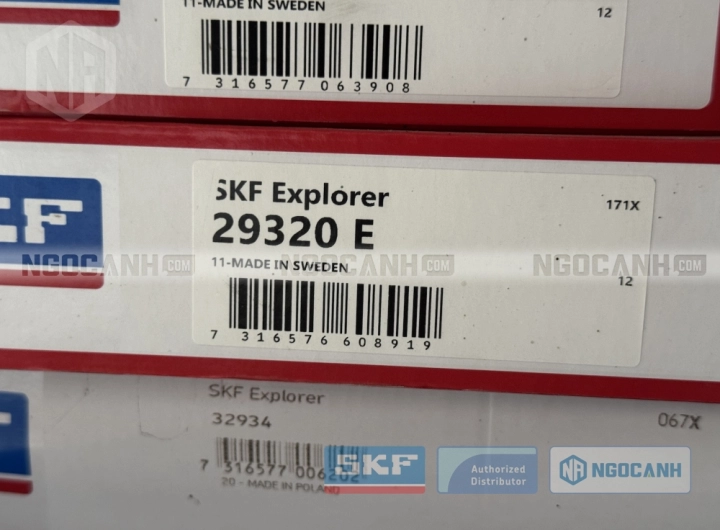 11-MADE IN SWEDEN
12
7 316577 063908
SKF Explorer
171X
29320 E
11-MADE IN SWEDEN
12
NGOCANH.COM NGOCANH.COM NGOCANH.COM
7 316576 608919
SKF Explorer
32934
067X
7 316577 006202
20 - MADE IN POLAND
SKF
Authorized
Distributor
NGOCANH